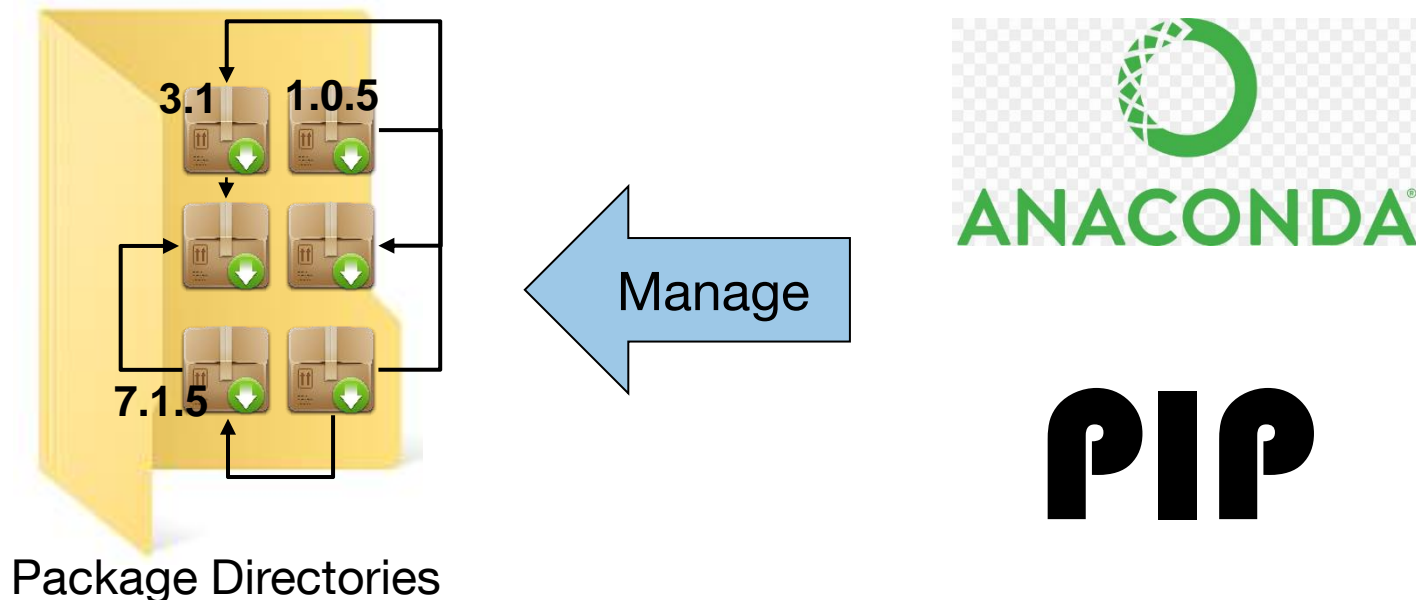 3.1 1.0.5
ANACONDA®
Manage
7.1.5
PIP
Package Directories